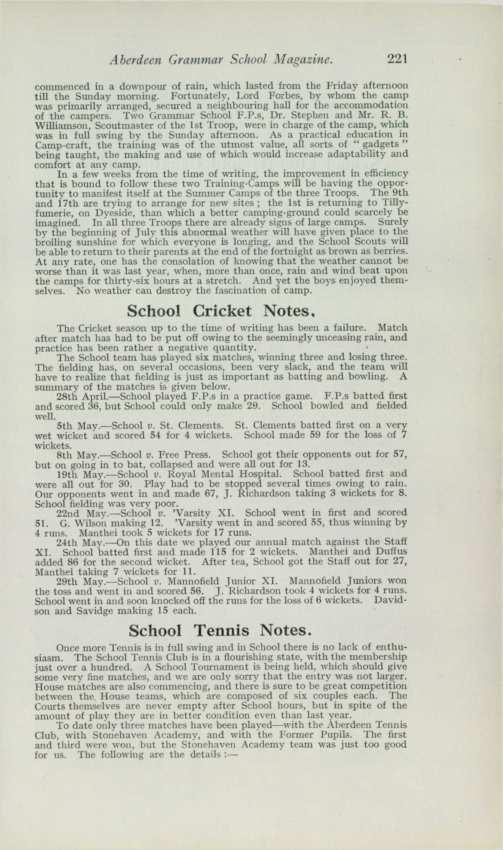 Aberdeen Grammar School Magazine. 221
commenced in a downpour of rain, which lasted from the Friday afternoon
till the Sunday morning. Fortunately, Lord Forbes, by whom the camp
was primarily arranged, secured a neighbouring hall for the accommodation
of the campers. Two Grammar School F.P.s, Dr. Stephen and Mr. R. B.
Williamson, Scoutmaster of the 1st Troop, were in charge of the camp, which
was in full swing by the Sunday afternoon. As a practical education in
Camp-craft, the training was of the utmost value, all sorts of " gadgets "
being taught, the making and use of which would increase adaptability and
comfort at any camp.
In a few weeks from the time of writing, the improvement in efficiency
that is bound to follow these two Training-Camps will be having the oppor-
tunity to manifest itself at the Summer Camps of the three Troops. The 9th
and 17th are trying to arrange for new sites ; the 1st is returning to Tilly-
fumerie, on Dyeside, than which a better camping-ground could scarcely be
imagined. In all three Troops there are already signs of large camps. Surely
by the beginning of July this abnormal weather will have given place to the
broiling sunshine for which everyone is longing, and the School Scouts will
be able to return to their parents at the end of the fortnight as brown as berries.
At any rate, one has the consolation of knowing that the weather cannot be
worse than it was last year, when, more than once, rain and wind beat upon
the camps for thirty-six hours at a stretch. And yet the boys enjoyed them-
selves. No weather can destroy the fascination of camp.
School Cricket Notes.
The Cricket season up to the time of writing has been a failure. Match
after match has had to be put off owing to the seemingly unceasing rain, and
practice has been rather a negative quantity.
The School team has played six matches, winning three and losing three.
The fielding has, on several occasions, been very slack, and the team will
have to realize that fielding is just as important as batting and bowling. A
summary of the matches is given below.
28th April.—School played F.P.s in a practice game. F.P.s batted first
and scored 36, but School could only make 29. School bowled and fielded
well.
5th May.—School v. St. Clements. St. Clements batted first on a very
wet wicket and scored 54 for 4 wickets. School made 59 for the loss of 7
wickets.
8th May.—School v. Free Press. School got their opponents out for 57,
but on going in to bat, collapsed and were all out for 13.
19th May.—School v. Royal Mental Hospital. School batted first and
were all out for 30. Play had to be stopped several times owing to rain.
Our opponents went in and made 67, J. Richardson taking 3 wickets for 8.
School fielding was very poor.
22nd May.—School v. 'Varsity XI. School went in first and scored
51. G. Wilson making 12. 'Varsity went in and scored 55, thus winning by
4 runs. Manthei took 5 wickets for 17 runs.
24th May.—On this date we played our annual match against the Staff
XI. School batted first and made 115 for 2 wickets. Manthei and Duffus
added 86 for the second wicket. After tea, School got the Staff out for 27,
Manthei taking 7 wickets for 11.
29th May.—School v. Mannofield Junior XI. Mannofield Juniors won
the toss and went in and scored 56. J. Richardson took 4 wickets for 4 runs.
School went in and soon knocked off the runs for the loss of 6 wickets. David-
son and Savidge making 15 each.
School Tennis Notes.
Once more Tennis is in full swing and in School there is no lack of enthu-
siasm. The School Tennis Club is in a flourishing state, with the membership
just over a hundred. A School Tournament is being held, which should give
some very fine matches, and we are only sorry that the entry was not larger.
House matches are also commencing, and there is sure to be great competition
between the House teams, which are composed of six couples each. The
Courts themselves are never empty after School hours, but in spite of the
amount of play they are in better condition even than last year.
To date only three matches have been played—with the Aberdeen Tennis
Club, with Stonehaven Academy, and with the Former Pupils. The first
and third were won, but the Stonehaven Academy team was just too good
for us. The following are the details :—